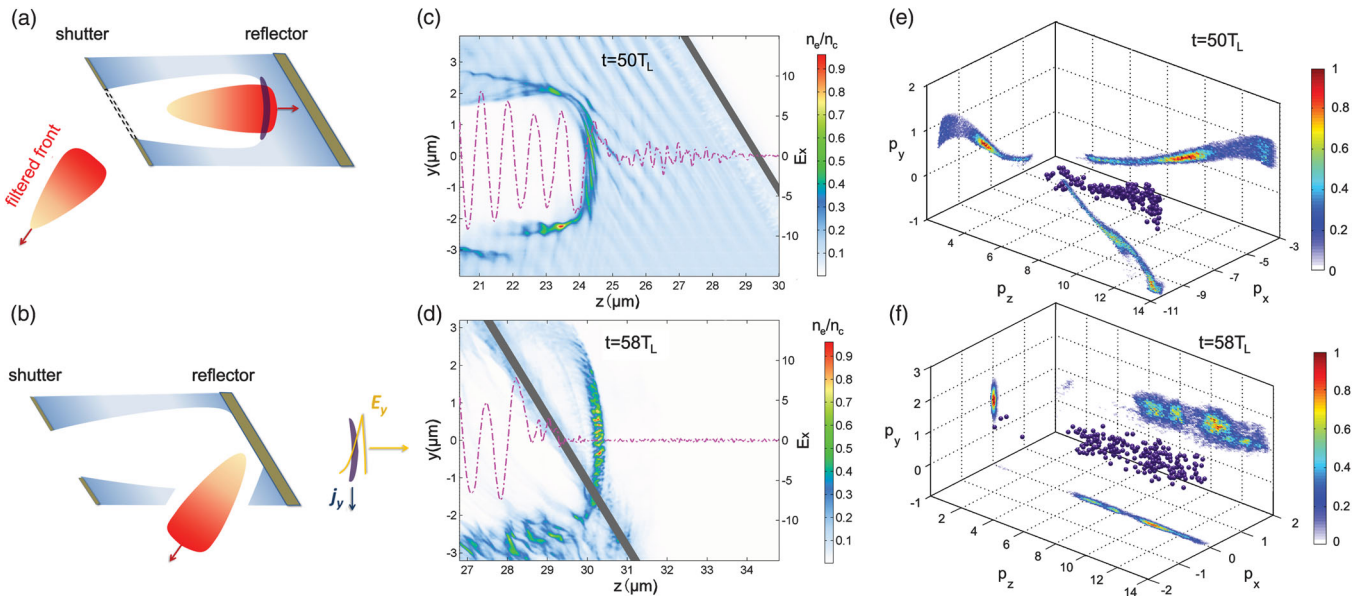 (a)
shutter
reflector
filtered front
(b)
shutter
reflector
E_y
j_y
(c)
n_e/n_c
t=50T_L
3
2
1
0
-1
-2
-3
y(μm)
10
5
0
-5
-10
Ex
0.9
0.8
0.7
0.6
0.5
0.4
0.3
0.2
0.1
21 22 23 24 25 26 27 28 29 30
z (μm)
(d)
n_e/n_c
t=58T_L
3
2
1
0
-1
-2
-3
y(μm)
10
5
0
-5
-10
Ex
0.9
0.8
0.7
0.6
0.5
0.4
0.3
0.2
0.1
27 28 29 30 31 32 33 34
z (μm)
(e)
t=50T_L
2
1
0
-1
p_y
4 6 8 10 12 14
p_z
-11 -9 -7 -5 -3
p_x
1
0.8
0.6
0.4
0.2
0
(f)
t=58T_L
3
2
1
0
-1
p_y
2 4 6 8 10 12 14
p_z
-2 -1 0 1 2
p_x
1
0.8
0.6
0.4
0.2
0